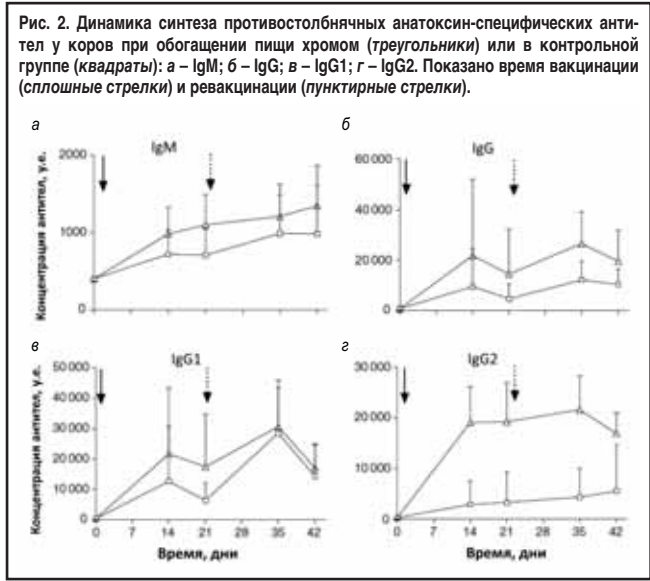 Рис. 2. Динамика синтеза противостолбнячных анатоксин-специфических анти-
тел у коров при обогащении пищи хромом (треугольники) или в контрольной
группе (квадраты): а – IgM; б – IgG; в – IgG1; г – IgG2. Показано время вакцинации
(сплошные стрелки) и ревакцинации (пунктирные стрелки).
а
IgM
Концентрация антител, у.е.
2000
1000
0
б
IgG
60 000
40 000
20 000
0
в
IgG1
Концентрация антител, у.е.
50 000
40 000
30 000
20 000
10 000
0
0 7 14 21 28 35 42
Время, дни
г
IgG2
30 000
20 000
10 000
0
0 7 14 21 28 35 42
Время, дни